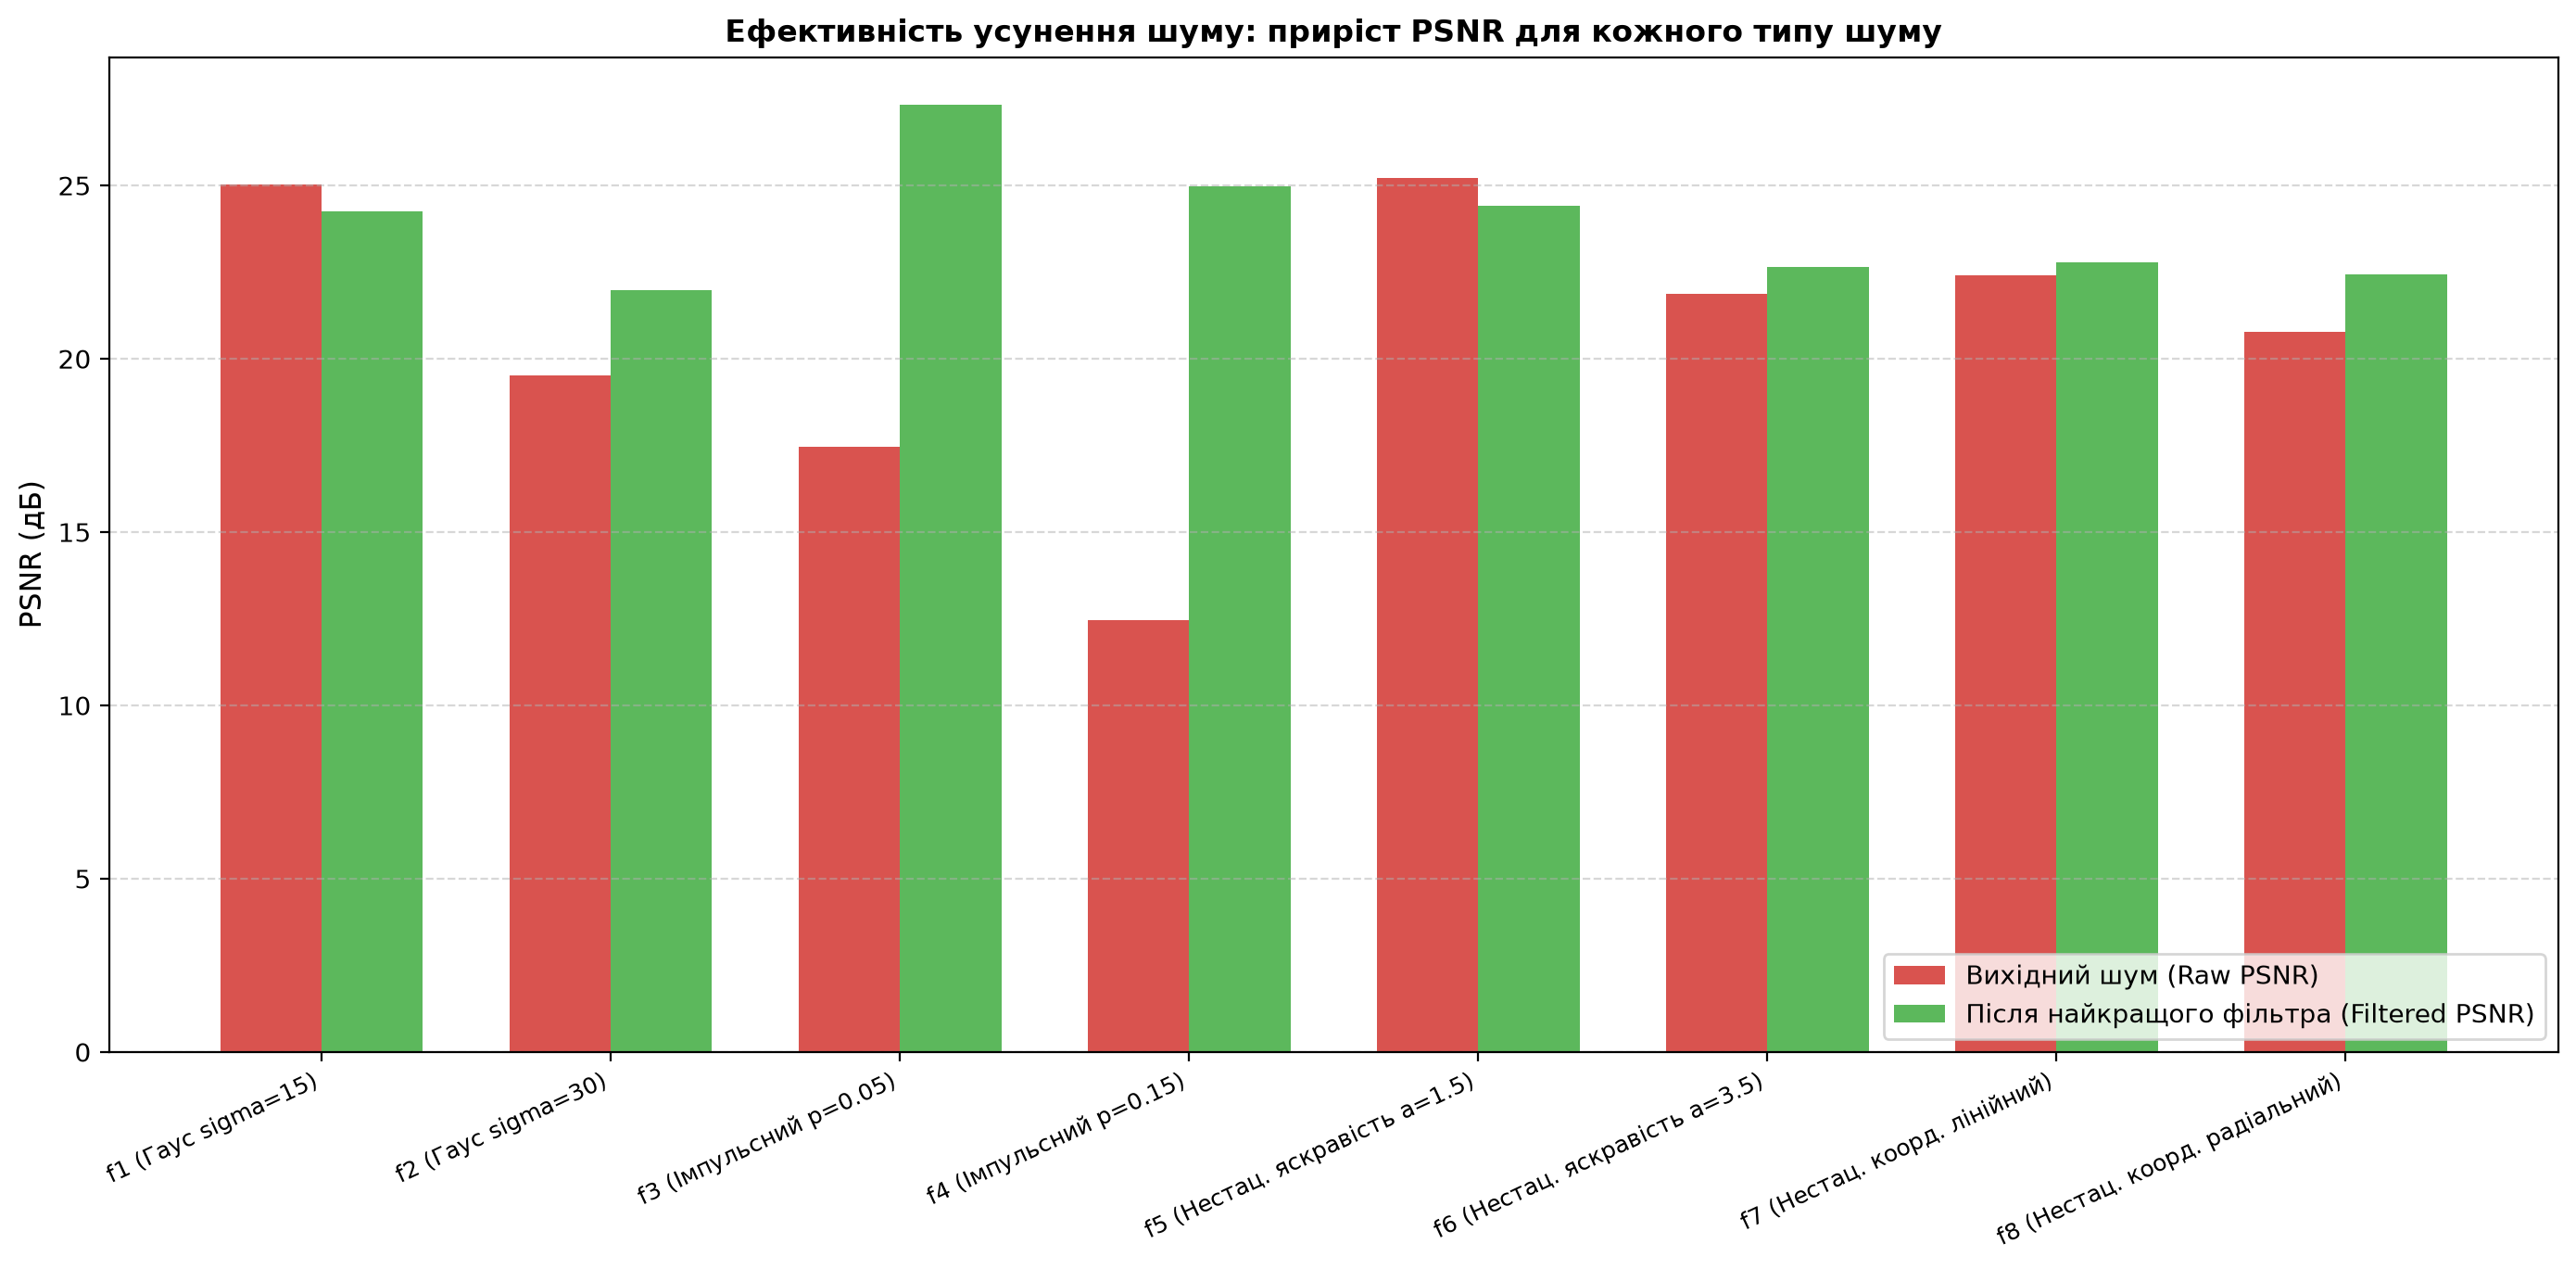 Ефективність усунення шуму: приріст PSNR для кожного типу шуму
PSNR (дБ)
25
20
15
10
5
0
Вихідний шум (Raw PSNR)
Після найкращого фільтра (Filtered PSNR)
f1 (Гаус sigma=15)
f2 (Гаус sigma=30)
f3 (Імпульсний p=0.05)
f4 (Імпульсний p=0.15)
f5 (Нестац. яскравість a=1.5)
f6 (Нестац. яскравість a=3.5)
f7 (Нестац. коорд. лінійний)
f8 (Нестац. коорд. радіальний)